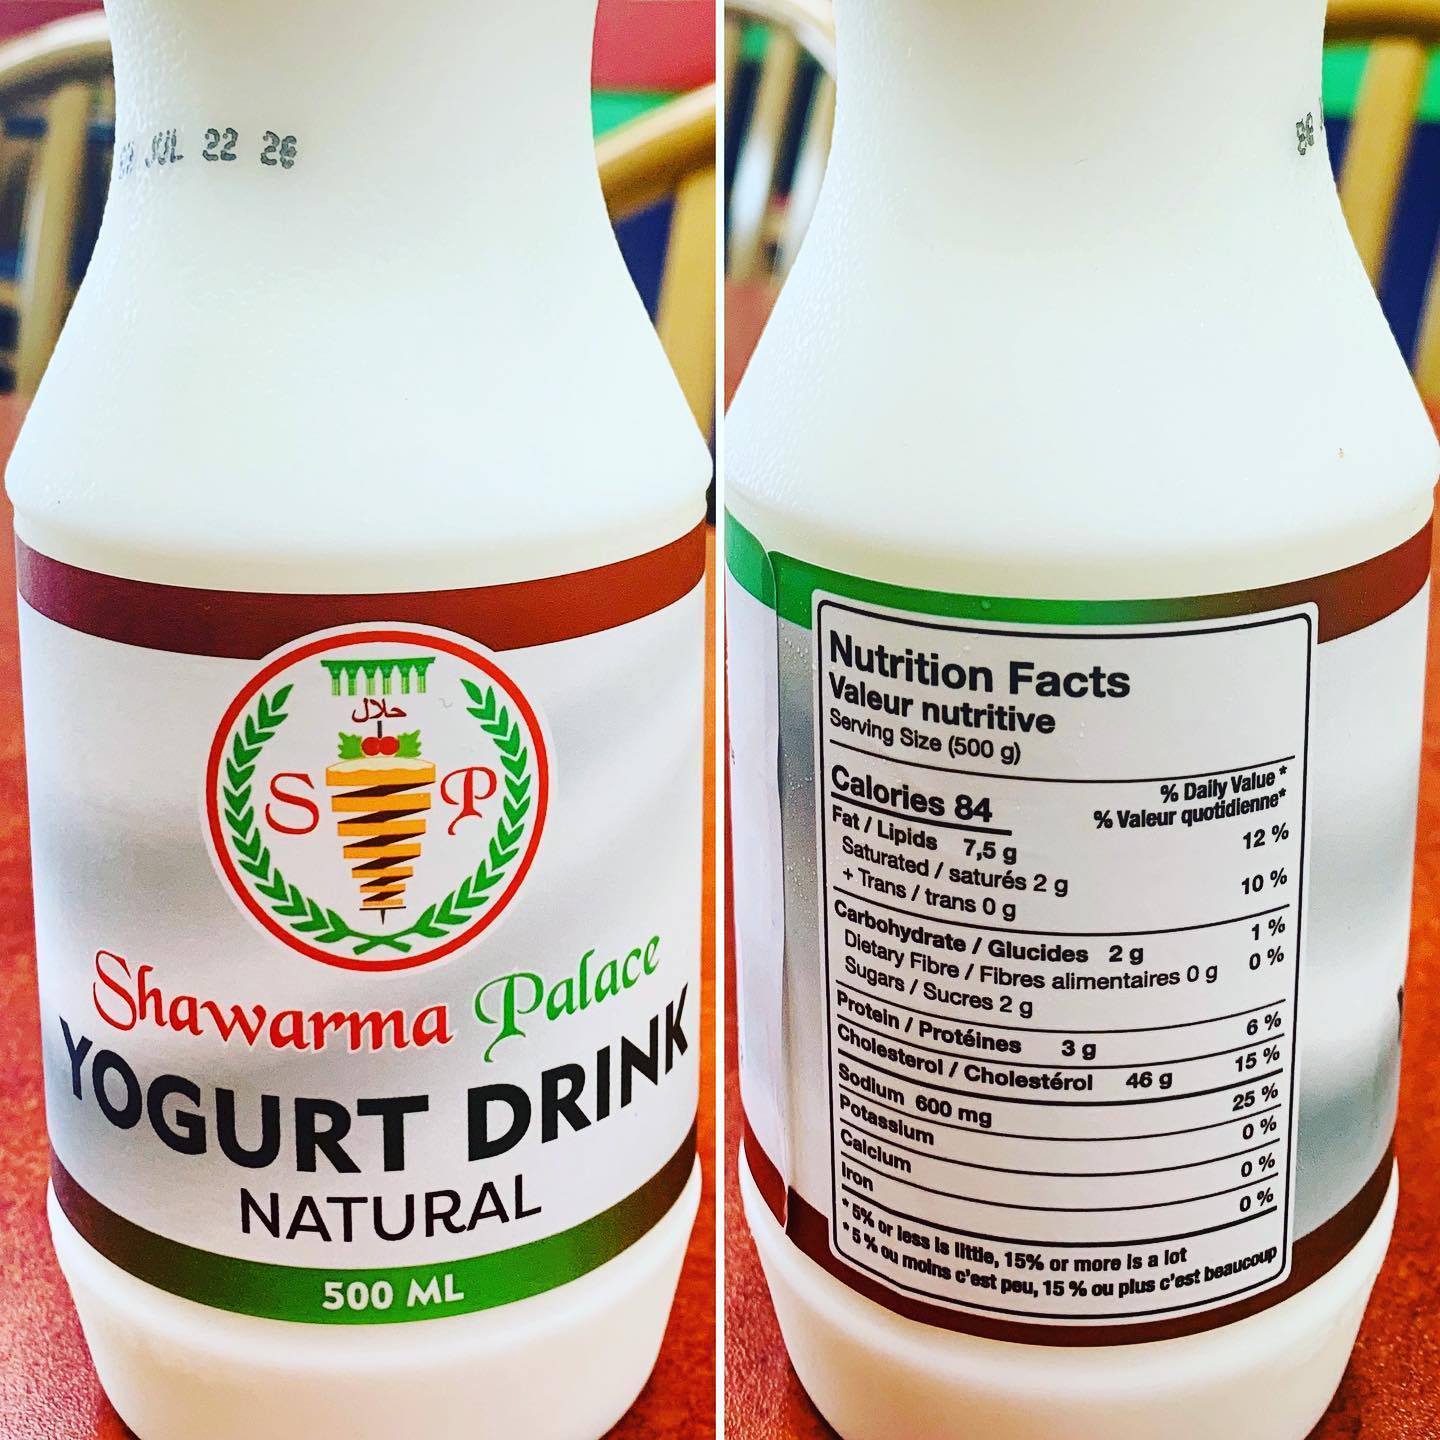 JUL 22 26
حلال
S P
Shawarma Palace
YOGURT DRINK
NATURAL
500 ML
Nutrition Facts
Valeur nutritive
Serving Size (500 g)
Calories 84
% Daily Value *
% Valeur quotidienne*
Fat / Lipids 7,5 g 12 %
Saturated / saturés 2 g
+ Trans / trans 0 g 10 %
Carbohydrate / Glucides 2 g 1 %
Dietary Fibre / Fibres alimentaires 0 g 0 %
Sugars / Sucres 2 g
Protein / Protéines 3 g 6 %
Cholesterol / Cholestérol 46 g 15 %
Sodium 600 mg 25 %
Potassium 0 %
Calcium 0 %
Iron 0 %
* 5% or less is little, 15% or more is a lot
* 5 % ou moins c'est peu, 15 % ou plus c'est beaucoup